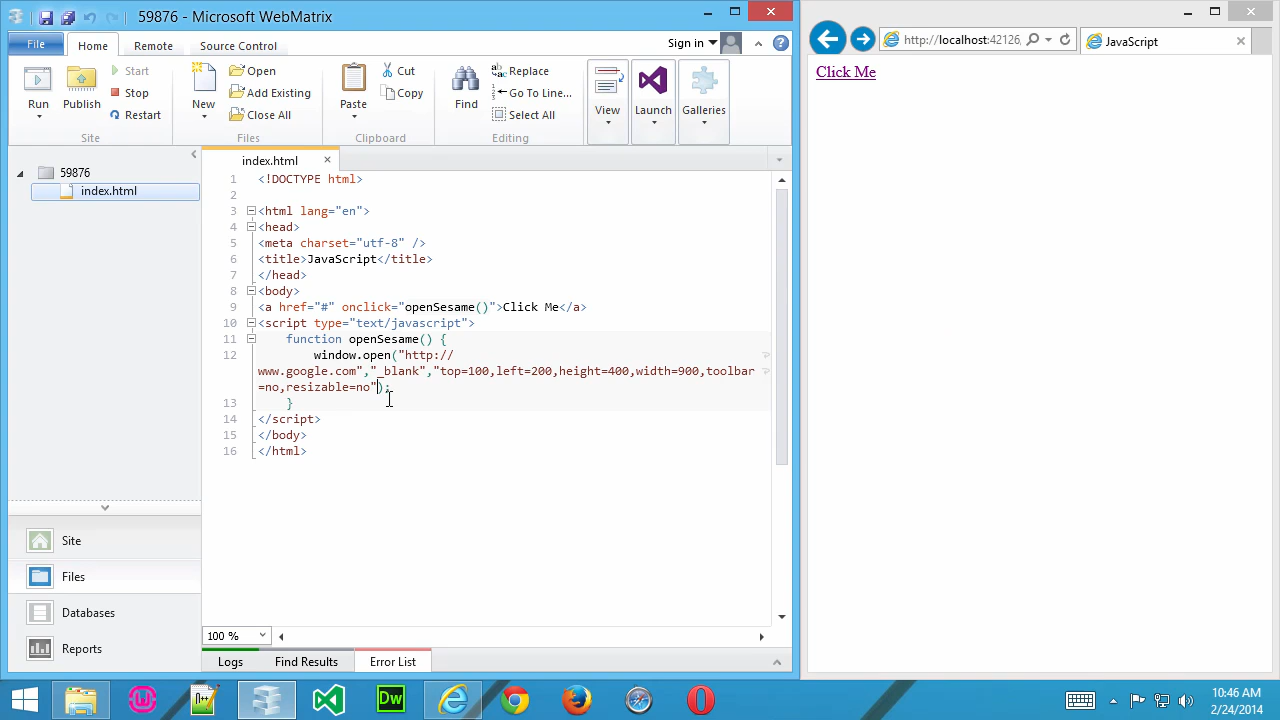 59876 - Microsoft WebMatrix
File
Home
Remote
Source Control
Sign in
Run
Publish
Start
Stop
Restart
Site
New
Open
Add Existing
Close All
Files
Paste
Cut
Copy
Clipboard
Find
Replace
Go To Line...
Select All
Editing
View
Launch
Galleries
59876
index.html
index.html
1 <!DOCTYPE html>
2
3 <html lang="en">
4 <head>
5 <meta charset="utf-8" />
6 <title>JavaScript</title>
7 </head>
8 <body>
9 <a href="#" onclick="openSesame()">Click Me</a>
10 <script type="text/javascript">
11 function openSesame() {
12 window.open("http://
www.google.com","_blank","top=100,left=200,height=400,width=900,toolbar
=no,resizable=no");
13 }
14 </script>
15 </body>
16 </html>
Site
Files
Databases
Reports
100 %
Logs
Find Results
Error List
http://localhost:42126,
JavaScript
Click Me
n++
Dw
10:46 AM
2/24/2014